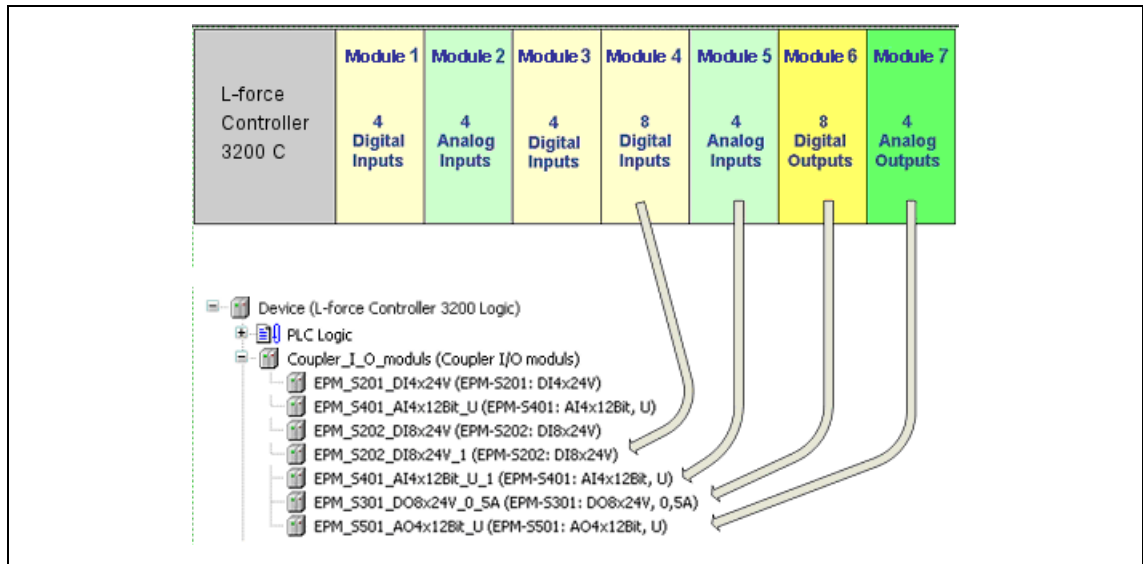 L-force
Controller
3200 C
Module 1
4
Digital
Inputs
Module 2
4
Analog
Inputs
Module 3
4
Digital
Inputs
Module 4
8
Digital
Inputs
Module 5
4
Analog
Inputs
Module 6
8
Digital
Outputs
Module 7
4
Analog
Outputs
Device (L-force Controller 3200 Logic)
PLC Logic
Coupler_I_O_moduls (Coupler I/O moduls)
EPM_S201_DI4x24V (EPM-S201: DI4x24V)
EPM_S401_AI4x12Bit_U (EPM-S401: AI4x12Bit, U)
EPM_S202_DI8x24V (EPM-S202: DI8x24V)
EPM_S202_DI8x24V_1 (EPM-S202: DI8x24V)
EPM_S401_AI4x12Bit_U_1 (EPM-S401: AI4x12Bit, U)
EPM_S301_DO8x24V_0_5A (EPM-S301: DO8x24V, 0,5A)
EPM_S501_AO4x12Bit_U (EPM-S501: AO4x12Bit, U)